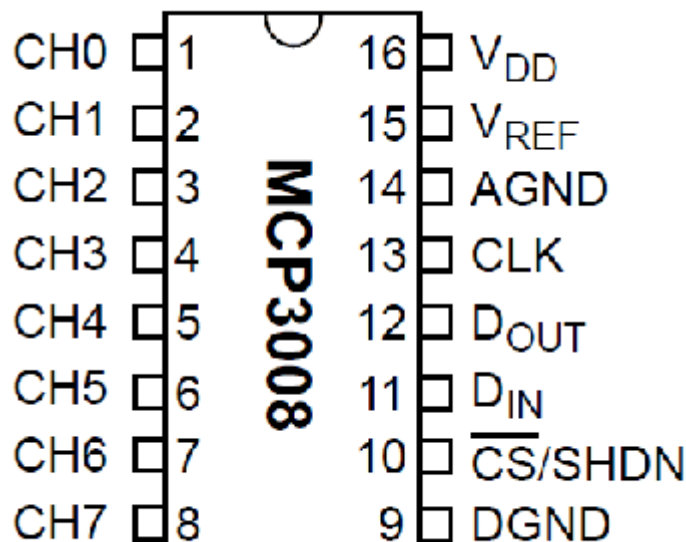 CH0 1 16 VDD
CH1 2 15 VREF
CH2 3 14 AGND
CH3 4 13 CLK
CH4 5 12 DOUT
CH5 6 11 DIN
CH6 7 10 C̅S̅/SHDN
CH7 8 9 DGND
MCP3008